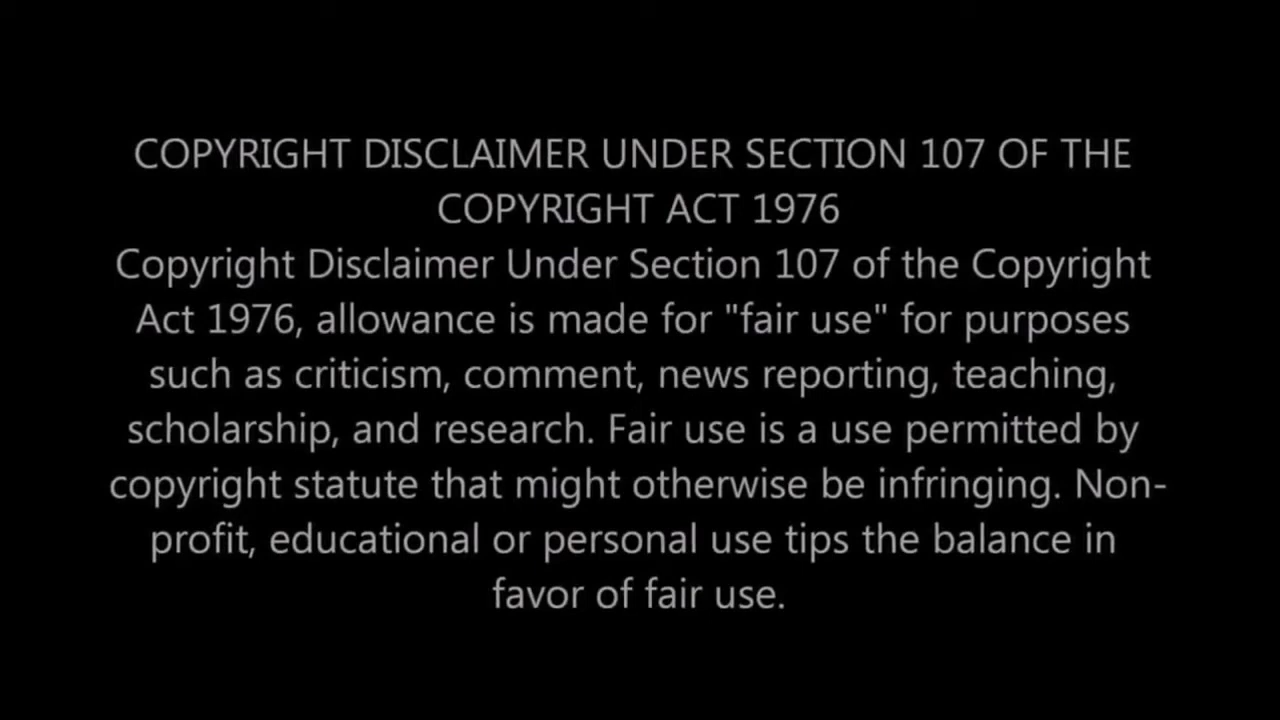 COPYRIGHT DISCLAIMER UNDER SECTION 107 OF THE
COPYRIGHT ACT 1976
Copyright Disclaimer Under Section 107 of the Copyright
Act 1976, allowance is made for "fair use" for purposes
such as criticism, comment, news reporting, teaching,
scholarship, and research. Fair use is a use permitted by
copyright statute that might otherwise be infringing. Non-
profit, educational or personal use tips the balance in
favor of fair use.